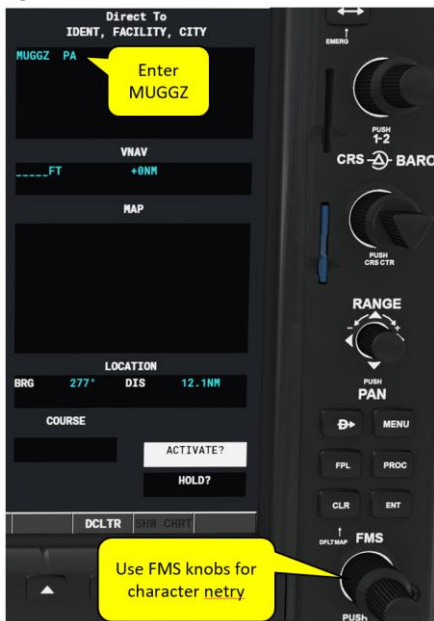 Direct To
IDENT, FACILITY, CITY
MUGGZ PA
Enter
MUGGZ
VNAV
_____FT +0NM
MAP
LOCATION
BRG 277° DIS 12.1NM
COURSE
ACTIVATE?
HOLD?
DCLTR SHW CHRT
Use FMS knobs for
character netry
EMERG
PUSH
1-2
CRS BARO
PUSH
CRS CTR
RANGE
- +
PUSH
PAN
D MENU
FPL PROC
CLR ENT
DFLT MAP FMS
PUSH